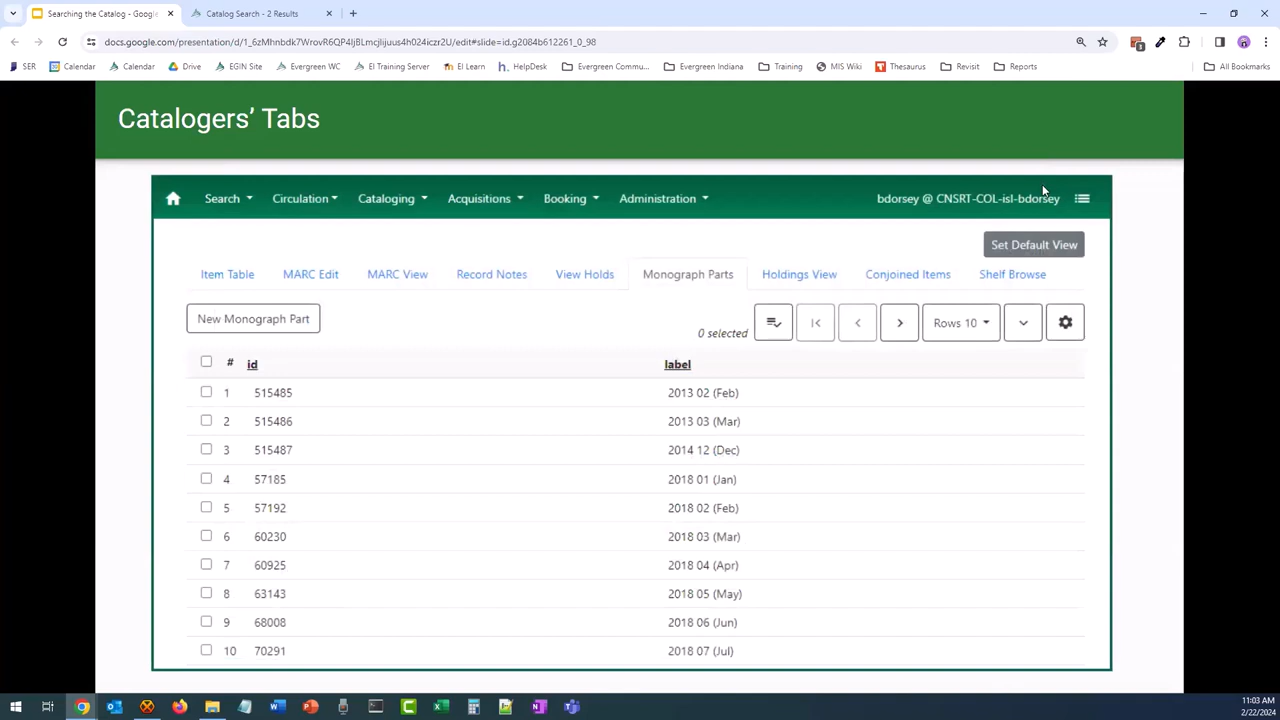 Searching the Catalog - Google
Catalog Search - 2 Results
docs.google.com/presentation/d/1_6zMhnbdk7WrovR6QP4IjBLmcjlijuus4h024iczr2U/edit#slide=id.g2084b612261_0_98
SER Calendar Calendar Drive EGIN Site Evergreen WC EI Training Server EI Learn HelpDesk Evergreen Commu... Evergreen Indiana Training MIS Wiki Thesaurus Revisit Reports All Bookmarks
Catalogers' Tabs
Search Circulation Cataloging Acquisitions Booking Administration bdorsey @ CNSRT-COL-isl-bdorsey
Set Default View
Item Table MARC Edit MARC View Record Notes View Holds Monograph Parts Holdings View Conjoined Items Shelf Browse
New Monograph Part 0 selected Rows 10
# id label
1 515485 2013 02 (Feb)
2 515486 2013 03 (Mar)
3 515487 2014 12 (Dec)
4 57185 2018 01 (Jan)
5 57192 2018 02 (Feb)
6 60230 2018 03 (Mar)
7 60925 2018 04 (Apr)
8 63143 2018 05 (May)
9 68008 2018 06 (Jun)
10 70291 2018 07 (Jul)
11:03 AM
2/22/2024